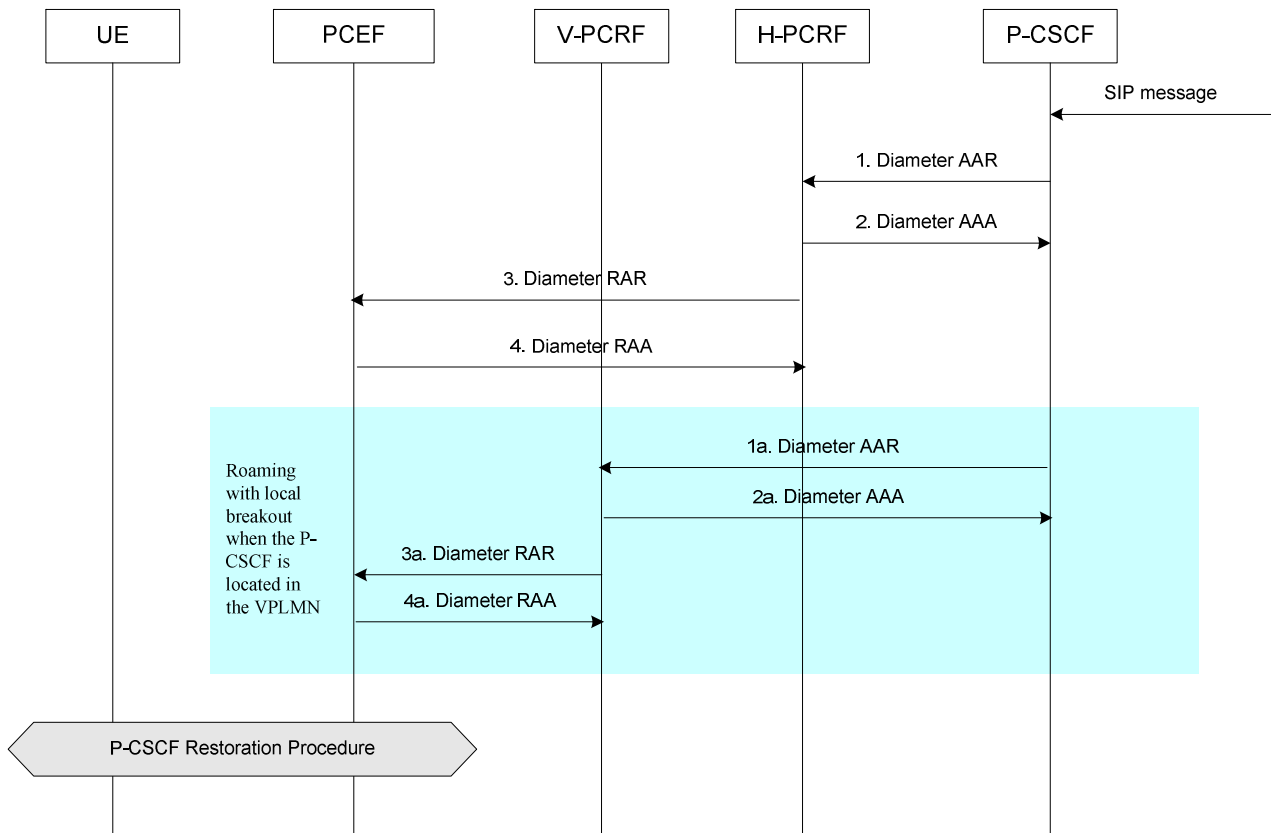 UE
PCEF
V-PCRF
H-PCRF
P-CSCF
SIP message
1. Diameter AAR
2. Diameter AAA
3. Diameter RAR
4. Diameter RAA
Roaming
with local
breakout
when the P-
CSCF is
located in
the VPLMN
1a. Diameter AAR
2a. Diameter AAA
3a. Diameter RAR
4a. Diameter RAA
P-CSCF Restoration Procedure